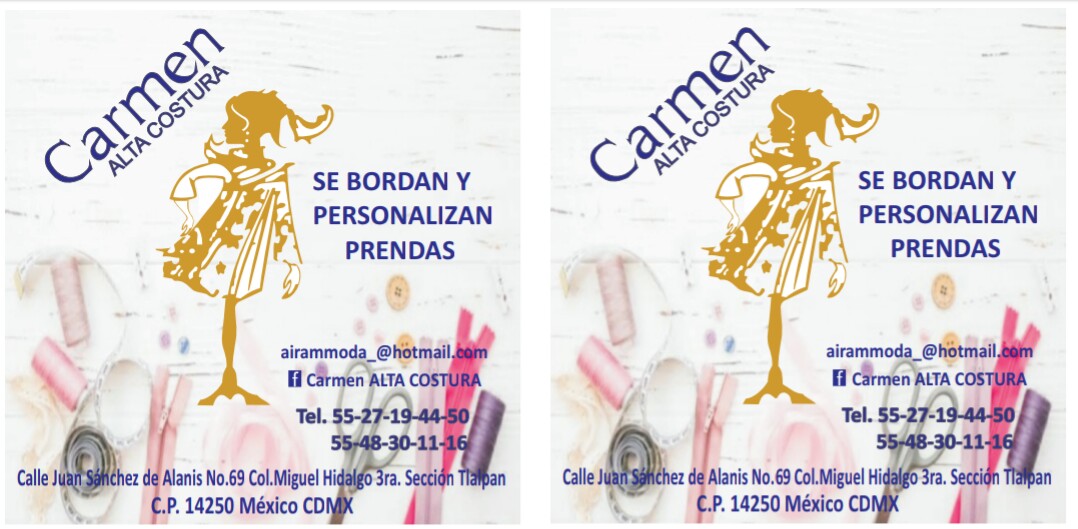 Carmen
ALTA COSTURA
SE BORDAN Y
PERSONALIZAN
PRENDAS
airammoda_@hotmail.com
f Carmen ALTA COSTURA
Tel. 55-27-19-44-50
55-48-30-11-16
Calle Juan Sánchez de Alanis No.69 Col.Miguel Hidalgo 3ra. Sección Tlalpan
C.P. 14250 México CDMX
Carmen
ALTA COSTURA
SE BORDAN Y
PERSONALIZAN
PRENDAS
airammoda_@hotmail.com
f Carmen ALTA COSTURA
Tel. 55-27-19-44-50
55-48-30-11-16
Calle Juan Sánchez de Alanis No.69 Col.Miguel Hidalgo 3ra. Sección Tlalpan
C.P. 14250 México CDMX